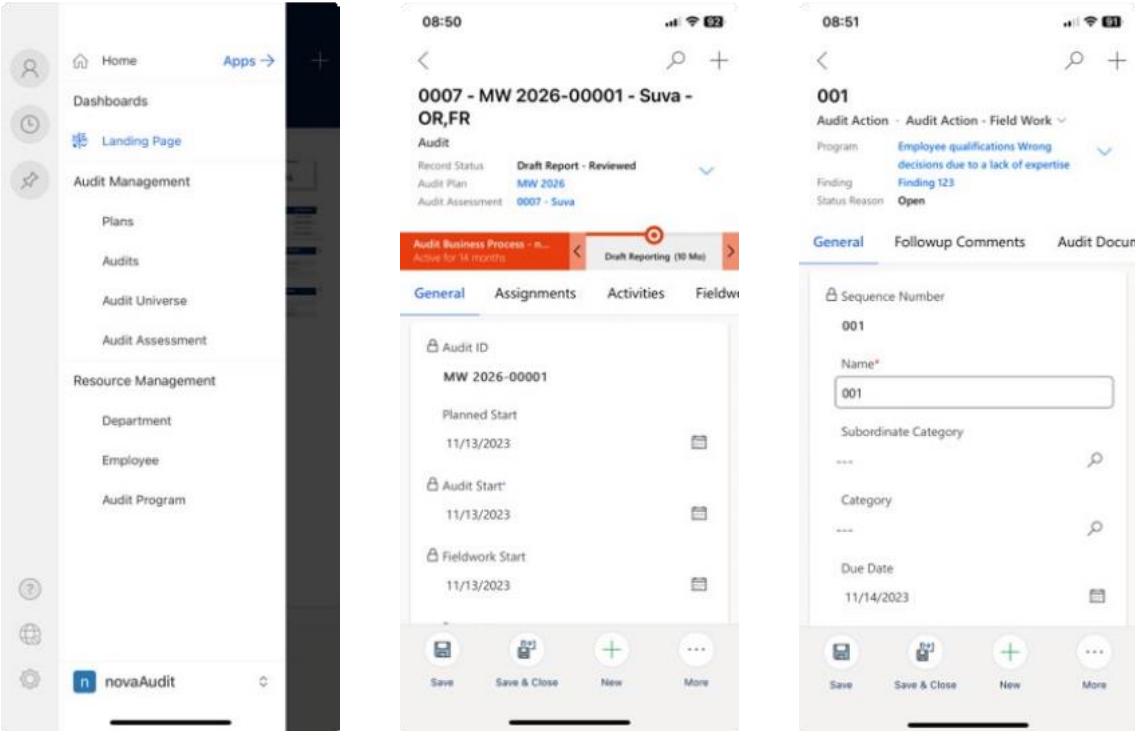 Home
Apps →
Dashboards
Landing Page
Audit Management
Plans
Audits
Audit Universe
Audit Assessment
Resource Management
Department
Employee
Audit Program
n novaAudit
08:50
92
0007 - MW 2026-00001 - Suva -
OR,FR
Audit
Record Status Draft Report - Reviewed
Audit Plan MW 2026
Audit Assessment 0007 - Suva
Audit Business Process - n...
Active for 14 months
Draft Reporting (10 Mo)
General Assignments Activities Fieldw
Audit ID
MW 2026-00001
Planned Start
11/13/2023
Audit Start*
11/13/2023
Fieldwork Start
11/13/2023
Save Save & Close New More
08:51
91
001
Audit Action · Audit Action - Field Work
Program Employee qualifications Wrong
decisions due to a lack of expertise
Finding Finding 123
Status Reason Open
General Followup Comments Audit Docum
Sequence Number
001
Name*
001
Subordinate Category
---
Category
---
Due Date
11/14/2023
Save Save & Close New More